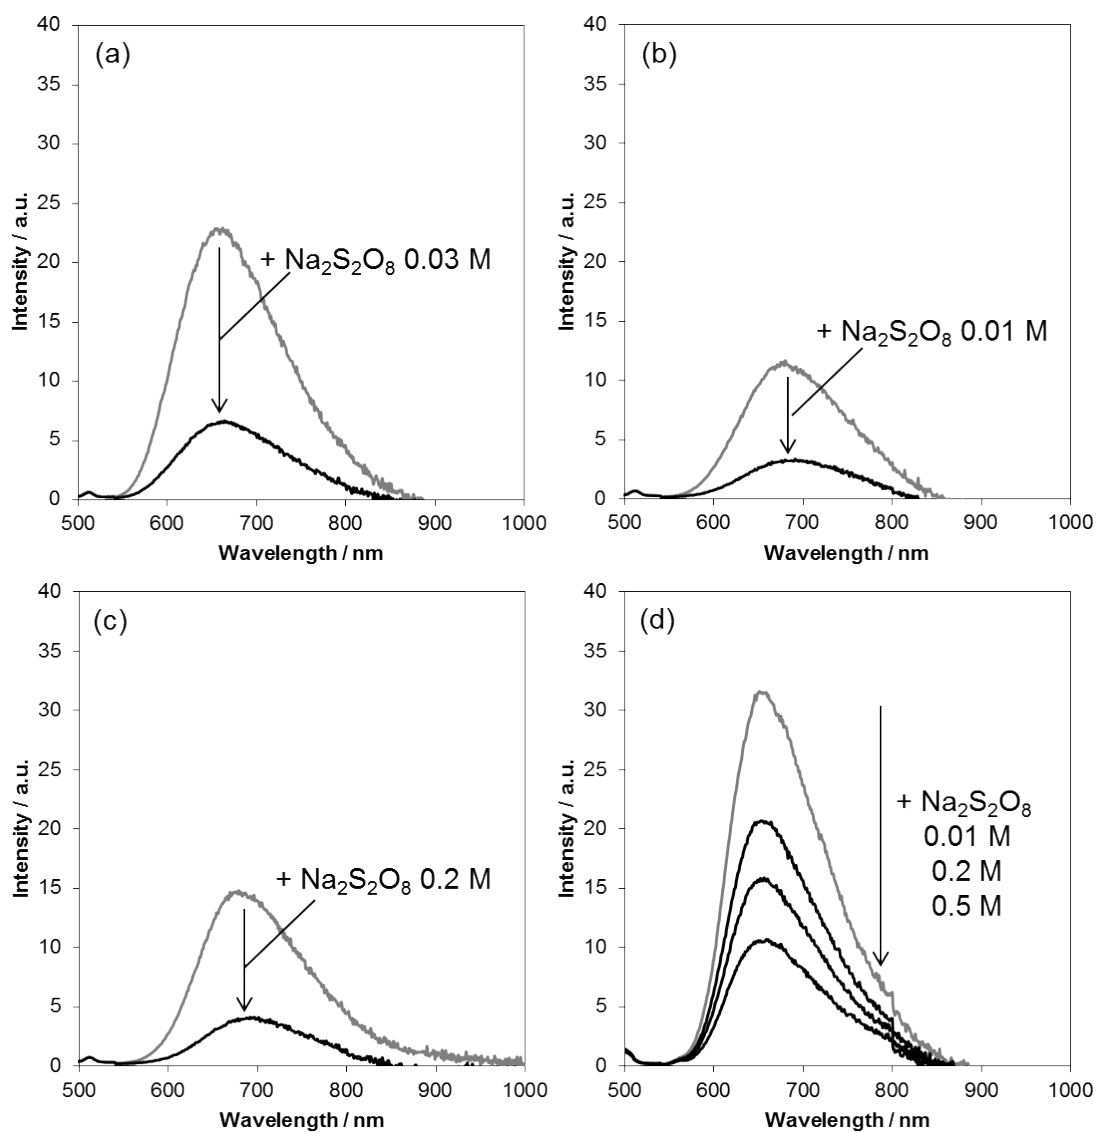 (a)
40
35
30
25
20
15
10
5
0
Intensity / a.u.
+ Na₂S₂O₈ 0.03 M
500 600 700 800 900 1000
Wavelength / nm
(b)
40
35
30
25
20
15
10
5
0
Intensity / a.u.
+ Na₂S₂O₈ 0.01 M
500 600 700 800 900 1000
Wavelength / nm
(c)
40
35
30
25
20
15
10
5
0
Intensity / a.u.
+ Na₂S₂O₈ 0.2 M
500 600 700 800 900 1000
Wavelength / nm
(d)
40
35
30
25
20
15
10
5
0
Intensity / a.u.
+ Na₂S₂O₈
0.01 M
0.2 M
0.5 M
500 600 700 800 900 1000
Wavelength / nm